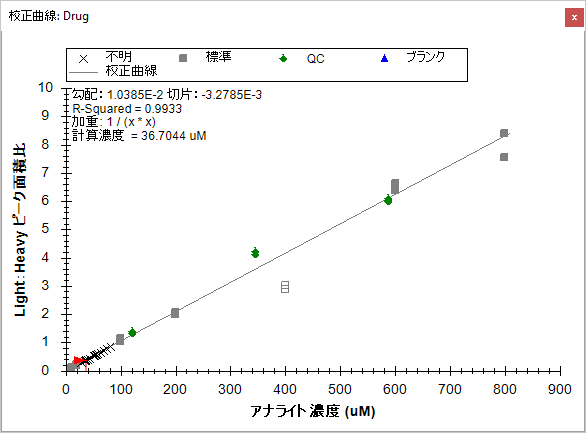 校正曲線: Drug
不明 標準 QC ブランク
校正曲線
勾配: 1.0385E-2 切片: -3.2785E-3
R-Squared = 0.9933
加重: 1 / (x * x)
計算濃度 = 36.7044 uM
10
9
8
7
6
5
4
3
2
1
0
Light : Heavy ピーク面積比
0 100 200 300 400 500 600 700 800 900
アナライト 濃度 (uM)